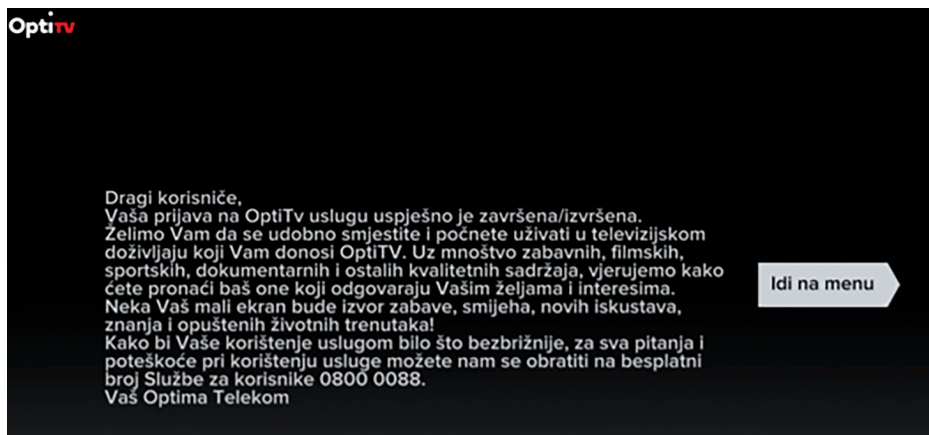 OptiTV
Dragi korisniče,
Vaša prijava na OptiTv uslugu uspješno je završena/izvršena.
Želimo Vam da se udobno smjestite i počnete uživati u televizijskom
doživljaju koji Vam donosi OptiTV. Uz mnoštvo zabavnih, filmskih,
sportskih, dokumentarnih i ostalih kvalitetnih sadržaja, vjerujemo kako
ćete pronaći baš one koji odgovaraju Vašim željama i interesima.
Neka Vaš mali ekran bude izvor zabave, smijeha, novih iskustava,
znanja i opuštenih životnih trenutaka!
Kako bi Vaše korištenje uslugom bilo što bezbrižnije, za sva pitanja i
poteškoće pri korištenju usluge možete nam se obratiti na besplatni
broj Službe za korisnike 0800 0088.
Vaš Optima Telekom
Idi na menu